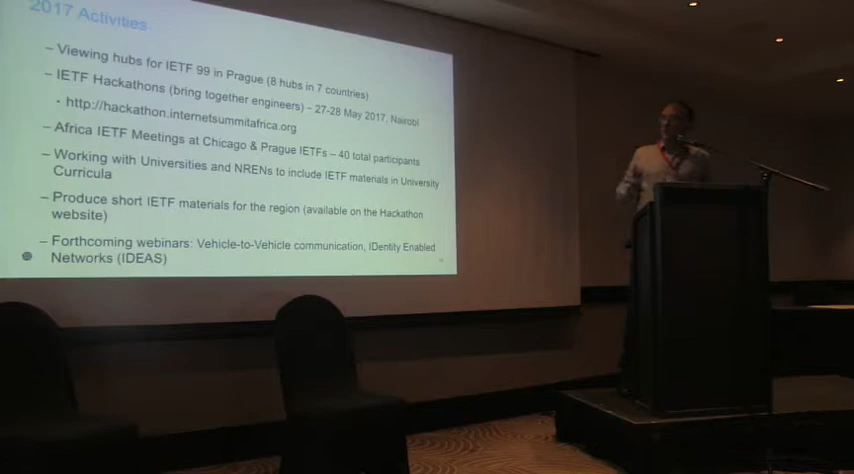 2017 Activities
– Viewing hubs for IETF 99 in Prague (8 hubs in 7 countries)
– IETF Hackathons (bring together engineers) – 27-28 May 2017, Nairobi
• http://hackathon.internetsummitafrica.org
– Africa IETF Meetings at Chicago & Prague IETFs – 40 total participants
– Working with Universities and NRENs to include IETF materials in University
Curricula
– Produce short IETF materials for the region (available on the Hackathon
website)
– Forthcoming webinars: Vehicle-to-Vehicle communication, IDentity Enabled
Networks (IDEAS)